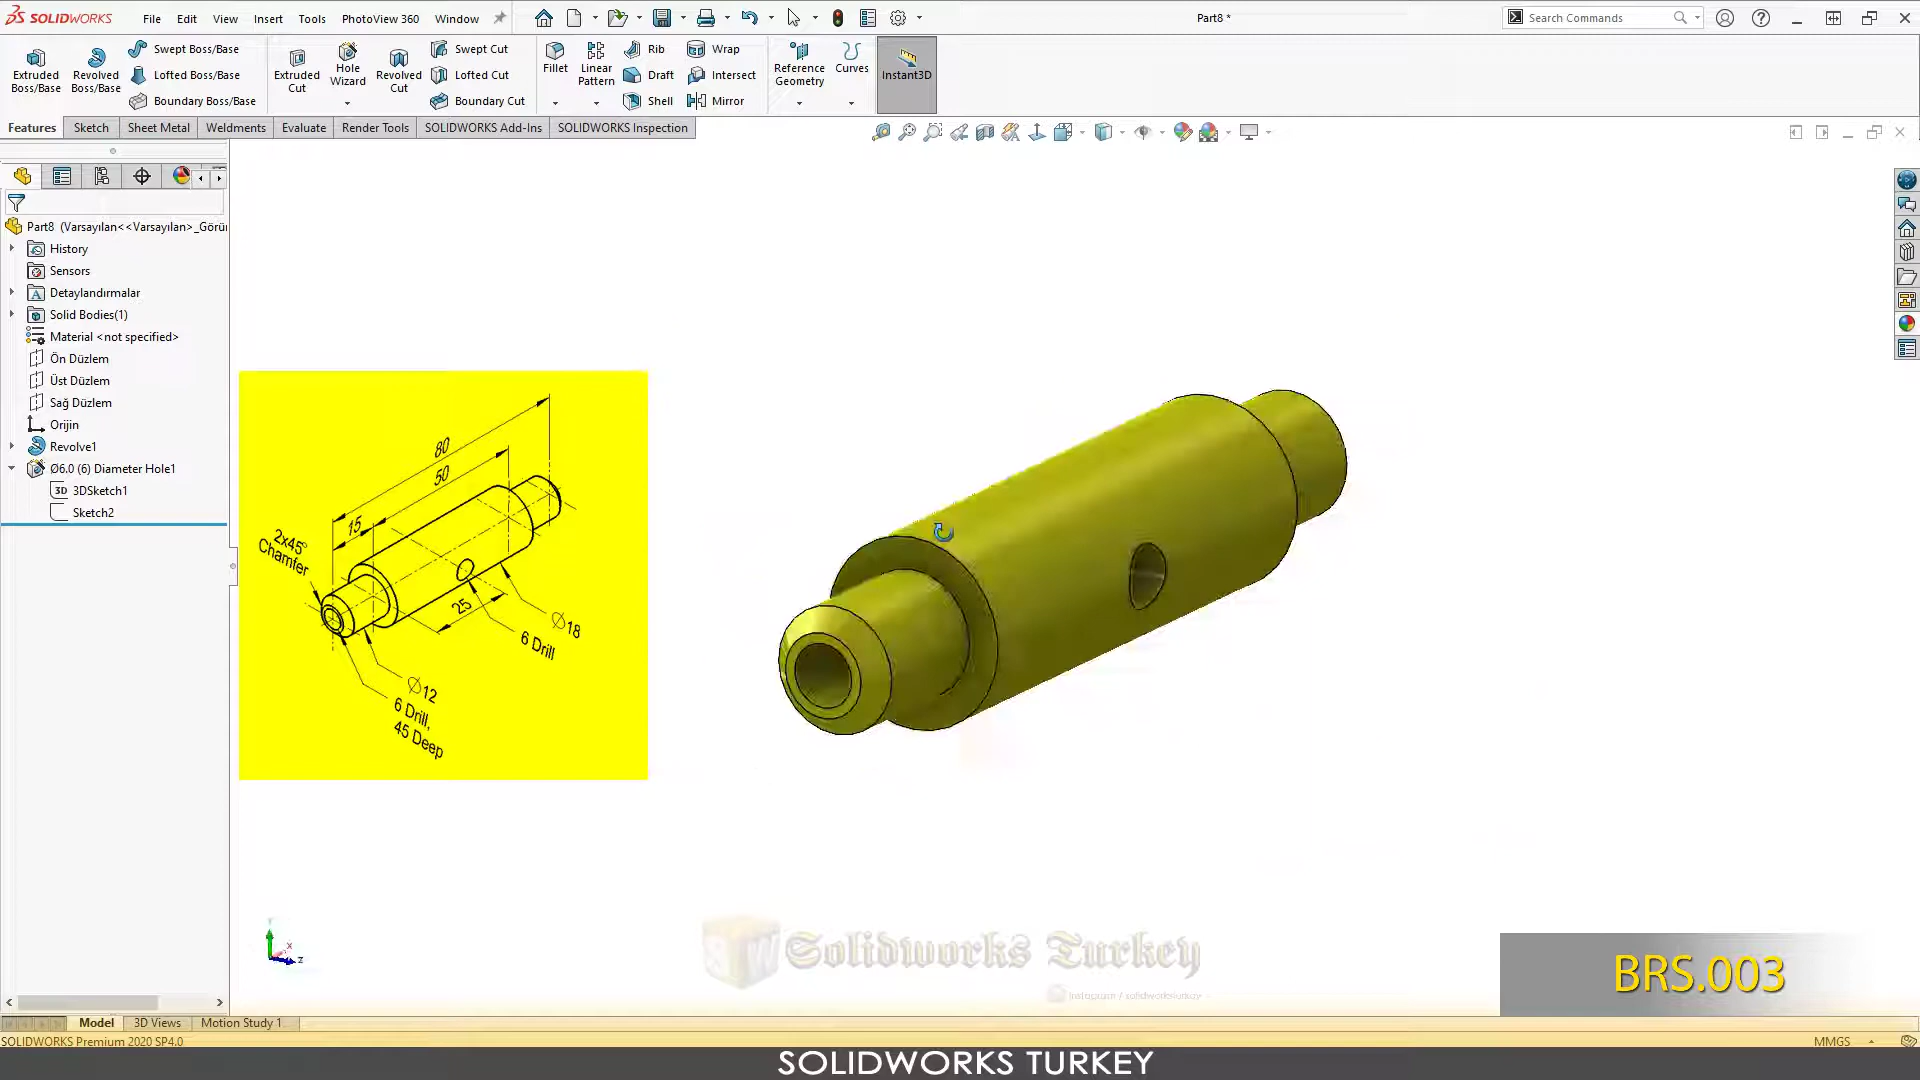 SOLIDWORKS
File Edit View Insert Tools PhotoView 360 Window
Part8 *
Search Commands
Extruded Boss/Base
Revolved Boss/Base
Swept Boss/Base
Lofted Boss/Base
Boundary Boss/Base
Extruded Cut
Hole Wizard
Revolved Cut
Swept Cut
Lofted Cut
Boundary Cut
Fillet
Linear Pattern
Rib
Draft
Shell
Wrap
Intersect
Mirror
Reference Geometry
Curves
Instant3D
Features Sketch Sheet Metal Weldments Evaluate Render Tools SOLIDWORKS Add-Ins SOLIDWORKS Inspection
Part8 (Varsayılan<<Varsayılan>_Görü
History
Sensors
Detaylandırmalar
Solid Bodies(1)
Material <not specified>
Ön Düzlem
Üst Düzlem
Sağ Düzlem
Orijin
Revolve1
Ø6.0 (6) Diameter Hole1
3D 3DSketch1
Sketch2
80
50
15
2x45°
Chamfer
25
Ø18
6 Drill
Ø12
6 Drill,
45 Deep
Y
X
Z
Solidworks Turkey
Instagram / solidworksturkey
BRS.003
Model 3D Views Motion Study 1
SOLIDWORKS Premium 2020 SP4.0
MMGS
SOLIDWORKS TURKEY